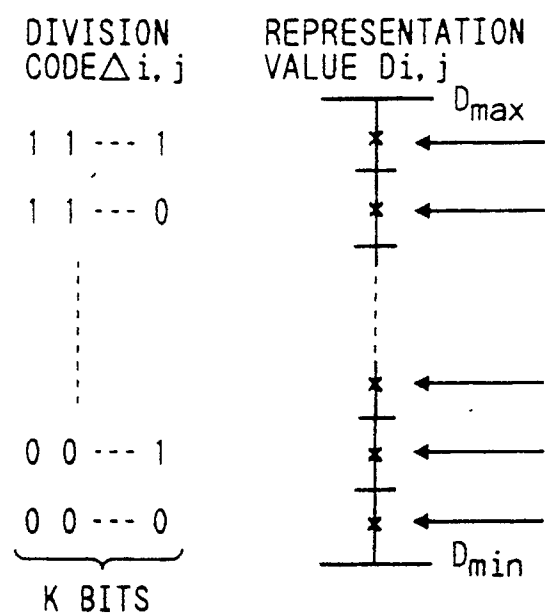 DIVISION
CODE△i,j
REPRESENTATION
VALUE Di,j
Dmax
1 1 --- 1
1 1 --- 0
0 0 --- 1
0 0 --- 0
Dmin
K BITS